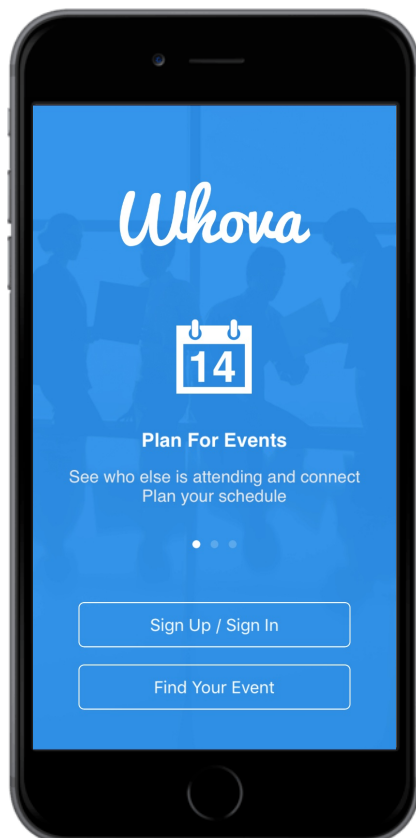 Whova
14
Plan For Events
See who else is attending and connect
Plan your schedule
Sign Up / Sign In
Find Your Event